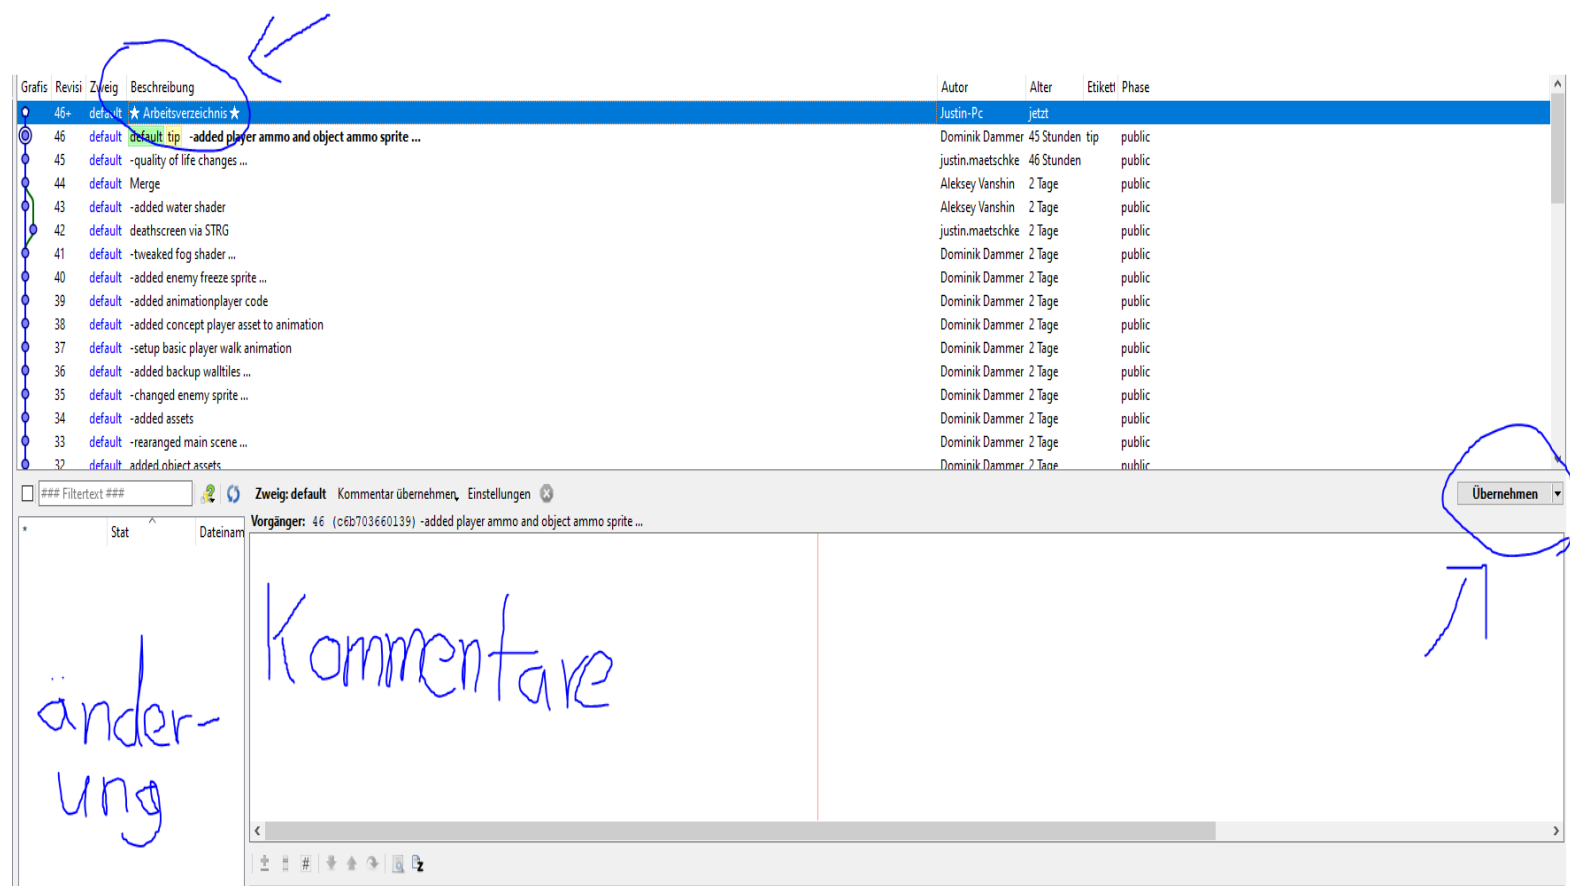 Grafis Revisi Zweig Beschreibung Autor Alter Etikett Phase
46+ default ★ Arbeitsverzeichnis ★ Justin-Pc jetzt
46 default default tip -added player ammo and object ammo sprite ... Dominik Dammer 45 Stunden tip public
45 default -quality of life changes ... justin.maetschke 46 Stunden public
44 default Merge Aleksey Vanshin 2 Tage public
43 default -added water shader Aleksey Vanshin 2 Tage public
42 default deathscreen via STRG justin.maetschke 2 Tage public
41 default -tweaked fog shader ... Dominik Dammer 2 Tage public
40 default -added enemy freeze sprite ... Dominik Dammer 2 Tage public
39 default -added animationplayer code Dominik Dammer 2 Tage public
38 default -added concept player asset to animation Dominik Dammer 2 Tage public
37 default -setup basic player walk animation Dominik Dammer 2 Tage public
36 default -added backup walltiles ... Dominik Dammer 2 Tage public
35 default -changed enemy sprite ... Dominik Dammer 2 Tage public
34 default -added assets Dominik Dammer 2 Tage public
33 default -rearanged main scene ... Dominik Dammer 2 Tage public
32 default added object assets Dominik Dammer 2 Tage public
### Filtertext ### Zweig: default Kommentar übernehmen, Einstellungen Übernehmen
Vorgänger: 46 (c6b703660139) -added player ammo and object ammo sprite ...
* Stat Dateinam
Kommentare
änder-
ung
#